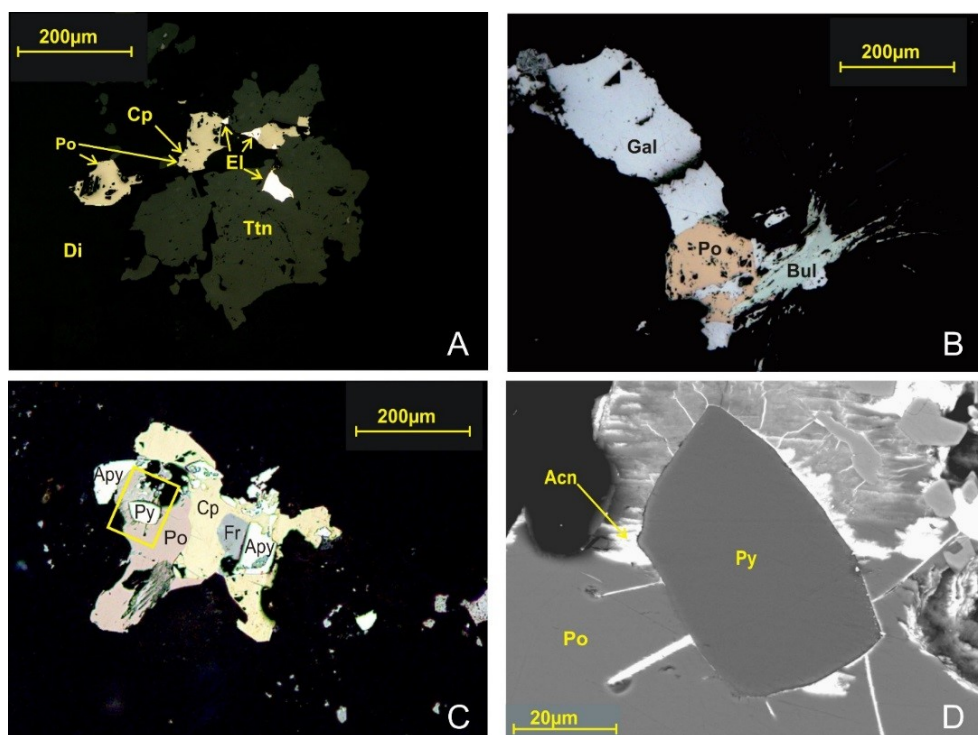 200µm
Cp
Po
El
Ttn
Di
A
200µm
Gal
Po
Bul
B
200µm
Apy
Py
Cp
Po
Fr
Apy
C
Acn
Py
Po
20µm
D